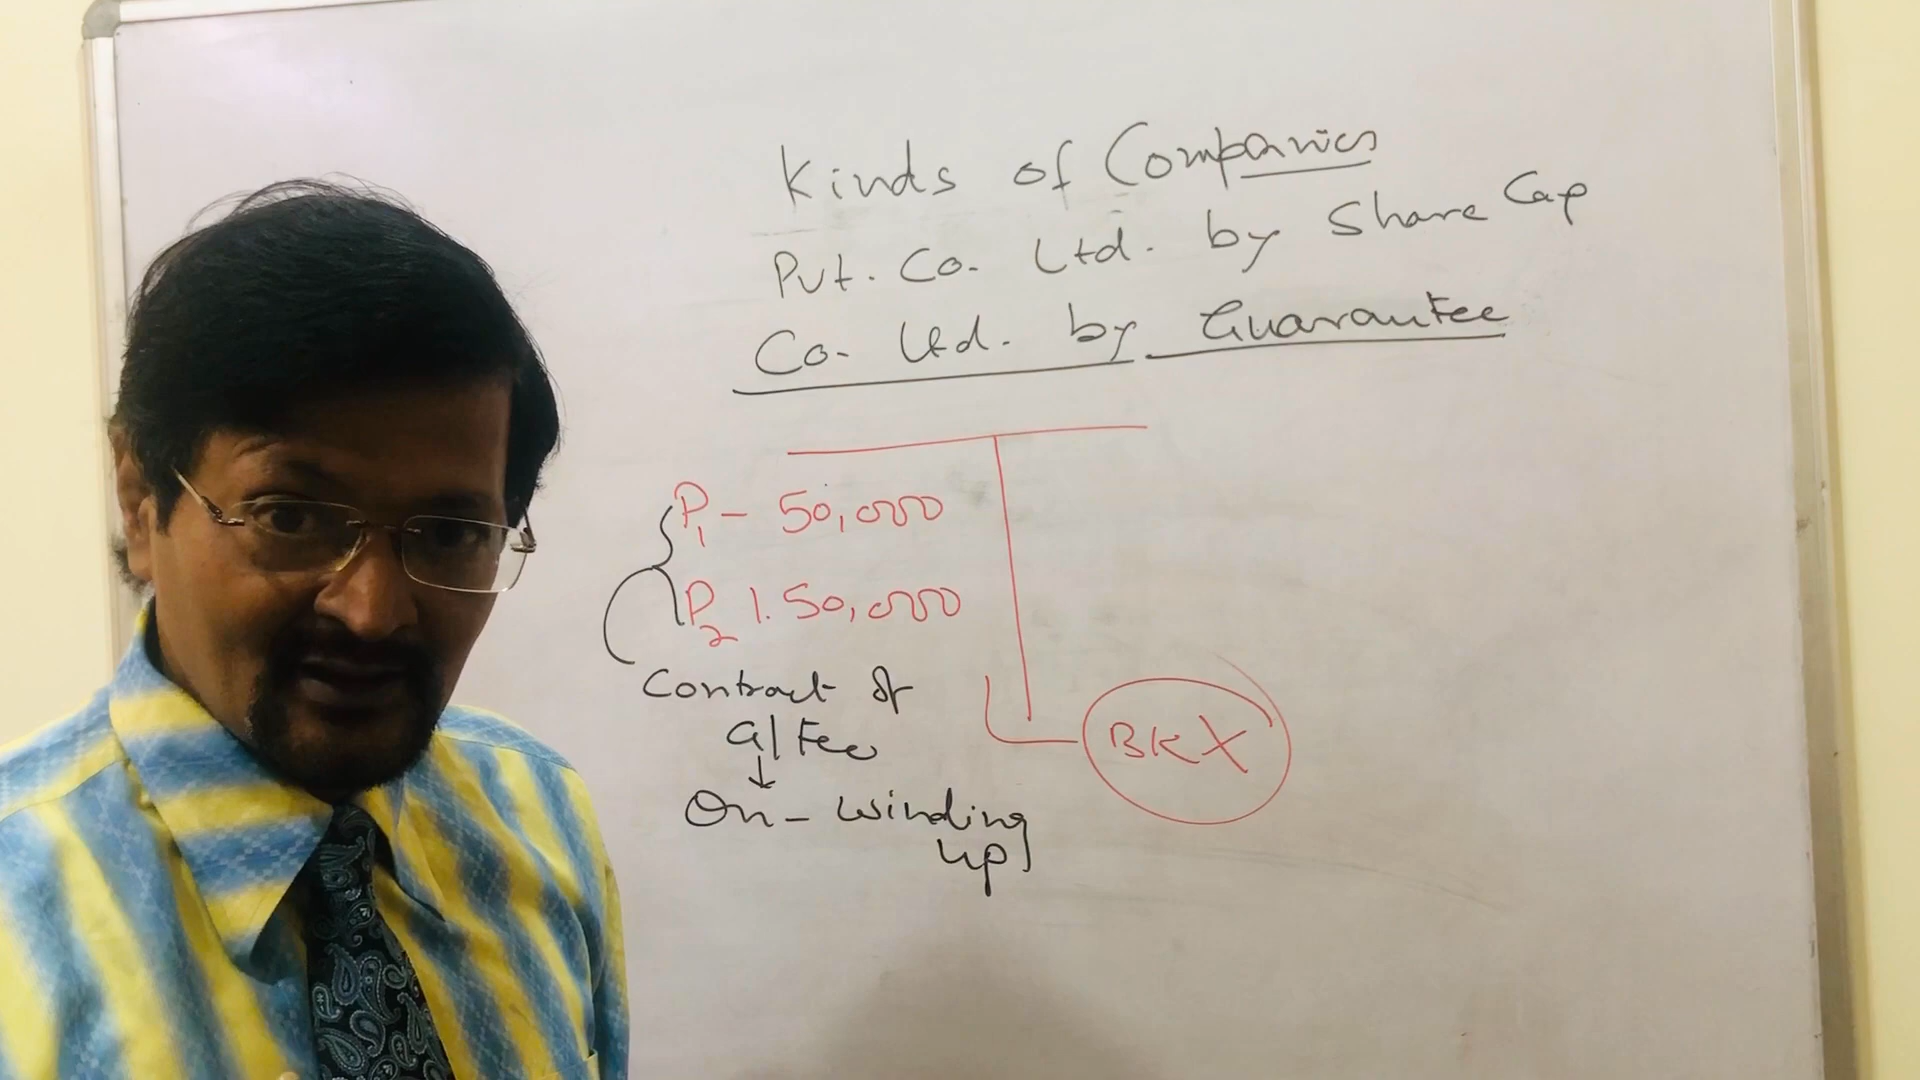 Kinds of Companies
Pvt. Co. Ltd. by Share Cap
Co. Ltd. by Guarantee
P1 - 50,000
P2 1.50,000
Contract of
G/Tee
BKX
On - winding
up